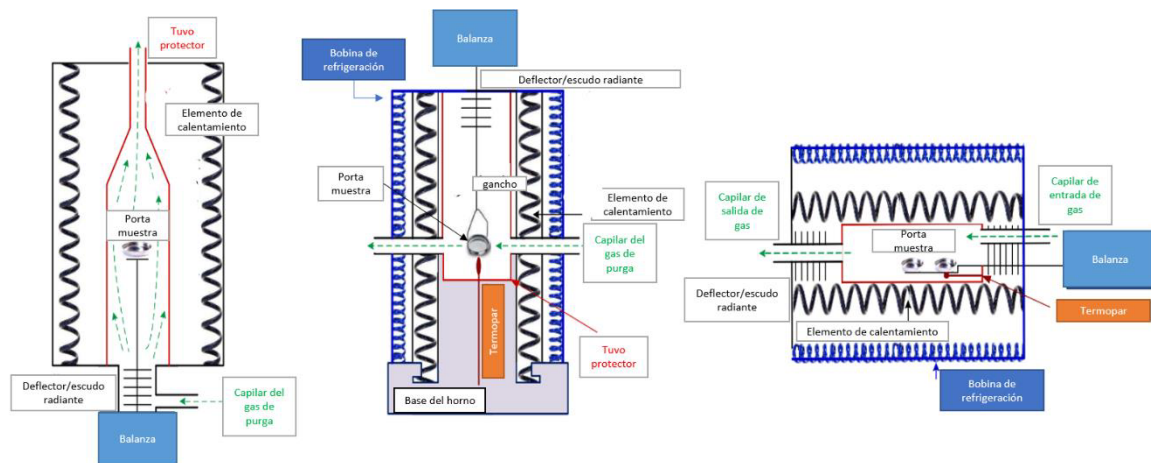 Tuvo
protector
Elemento de
calentamiento
Porta
muestra
Deflector/escudo
radiante
Capilar del
gas de
purga
Balanza
Balanza
Bobina de
refrigeración
Deflector/escudo radiante
Porta
muestra
gancho
Elemento de
calentamiento
Capilar del
gas de
purga
Termopar
Tuvo
protector
Base del horno
Capilar de
salida de
gas
Capilar de
entrada de
gas
Porta
muestra
Balanza
Deflector/escudo
radiante
Termopar
Elemento de calentamiento
Bobina de
refrigeración